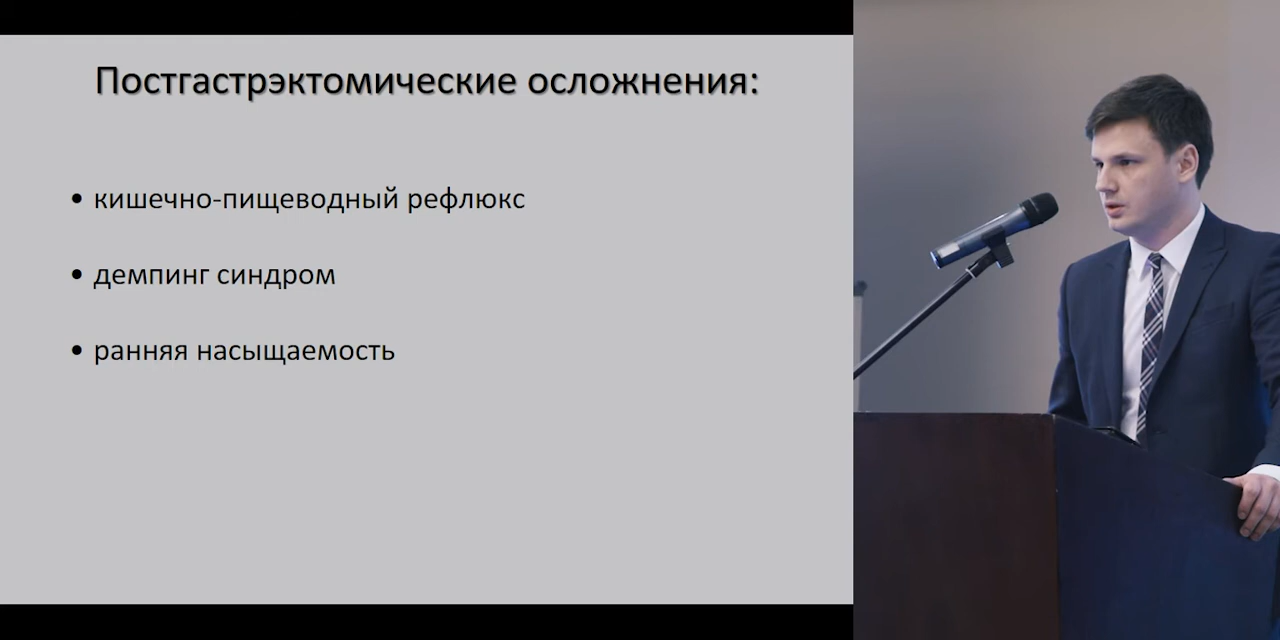 Постгастрэктомические осложнения:
• кишечно-пищеводный рефлюкс
• демпинг синдром
• ранняя насыщаемость